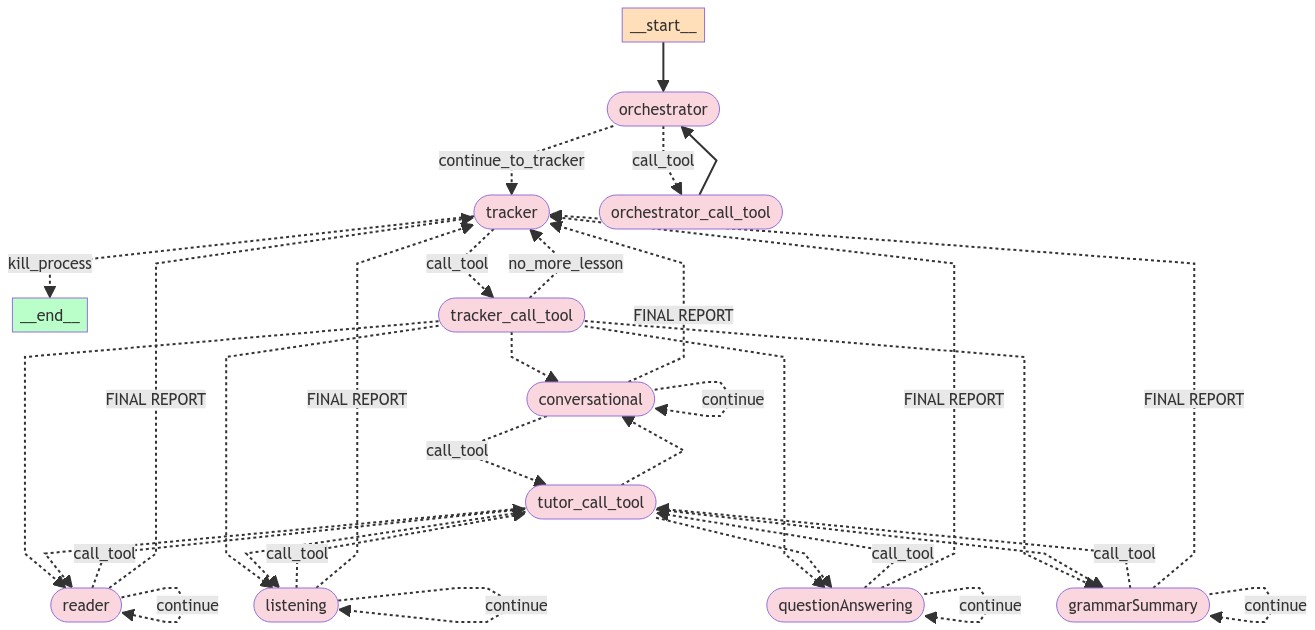 __start__
orchestrator
continue_to_tracker
call_tool
tracker
orchestrator_call_tool
kill_process
call_tool
no_more_lesson
__end__
tracker_call_tool
FINAL REPORT
FINAL REPORT
FINAL REPORT
conversational
continue
FINAL REPORT
FINAL REPORT
call_tool
tutor_call_tool
call_tool
call_tool
call_tool
call_tool
reader
continue
listening
continue
questionAnswering
continue
grammarSummary
continue